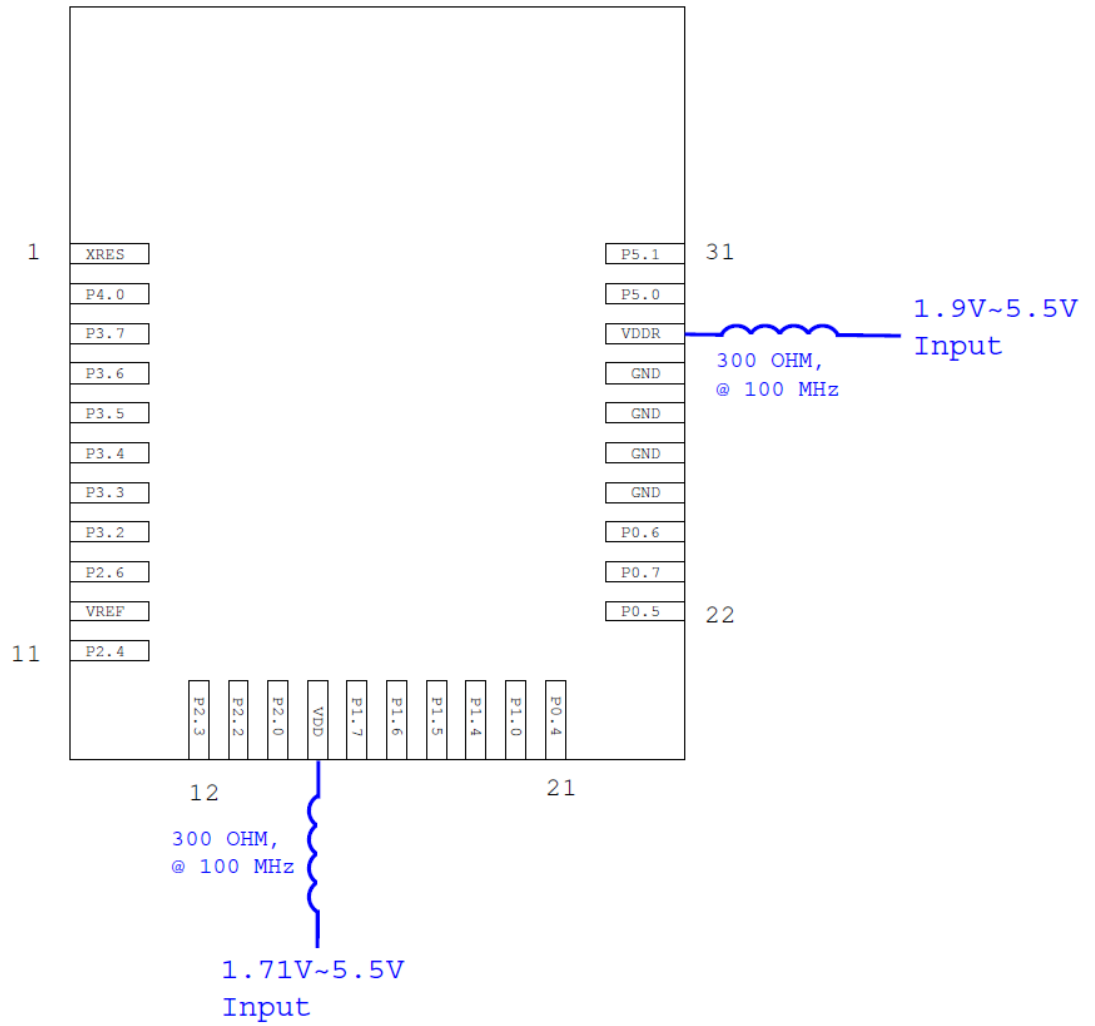 1
XRES
P4.0
P3.7
P3.6
P3.5
P3.4
P3.3
P3.2
P2.6
VREF
11
P2.4
P2.3
P2.2
P2.0
VDD
P1.7
P1.6
P1.5
P1.4
P1.0
P0.4
12
21
P5.1
31
P5.0
VDDR
GND
GND
GND
GND
P0.6
P0.7
P0.5
22
1.9V~5.5V
Input
300 OHM,
@ 100 MHz
300 OHM,
@ 100 MHz
1.71V~5.5V
Input